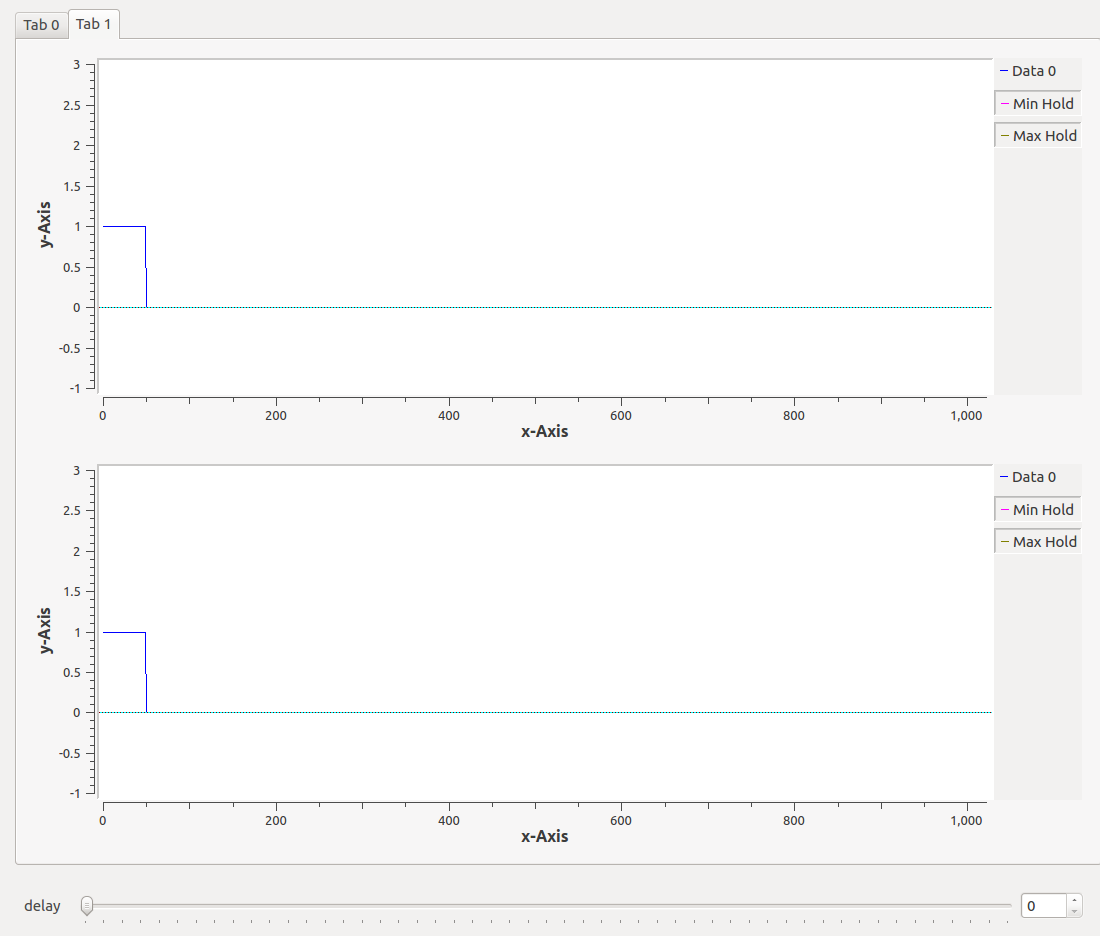 Tab 0 Tab 1
3
2.5
2
1.5
1
0.5
0
-0.5
-1
y-Axis
0 200 400 600 800 1,000
x-Axis
Data 0
Min Hold
Max Hold
3
2.5
2
1.5
1
0.5
0
-0.5
-1
y-Axis
0 200 400 600 800 1,000
x-Axis
Data 0
Min Hold
Max Hold
delay 0